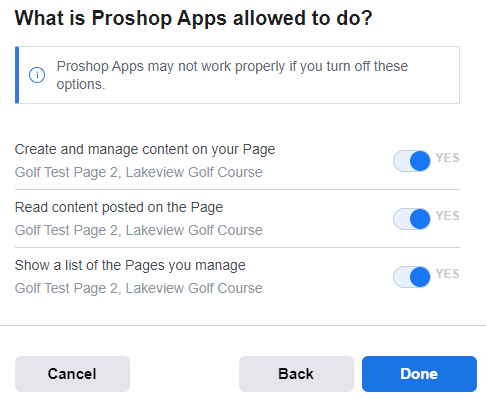 What is Proshop Apps allowed to do?
Proshop Apps may not work properly if you turn off these
options.
Create and manage content on your Page
YES
Golf Test Page 2, Lakeview Golf Course
Read content posted on the Page
YES
Golf Test Page 2, Lakeview Golf Course
Show a list of the Pages you manage
YES
Golf Test Page 2, Lakeview Golf Course
Cancel
Back
Done